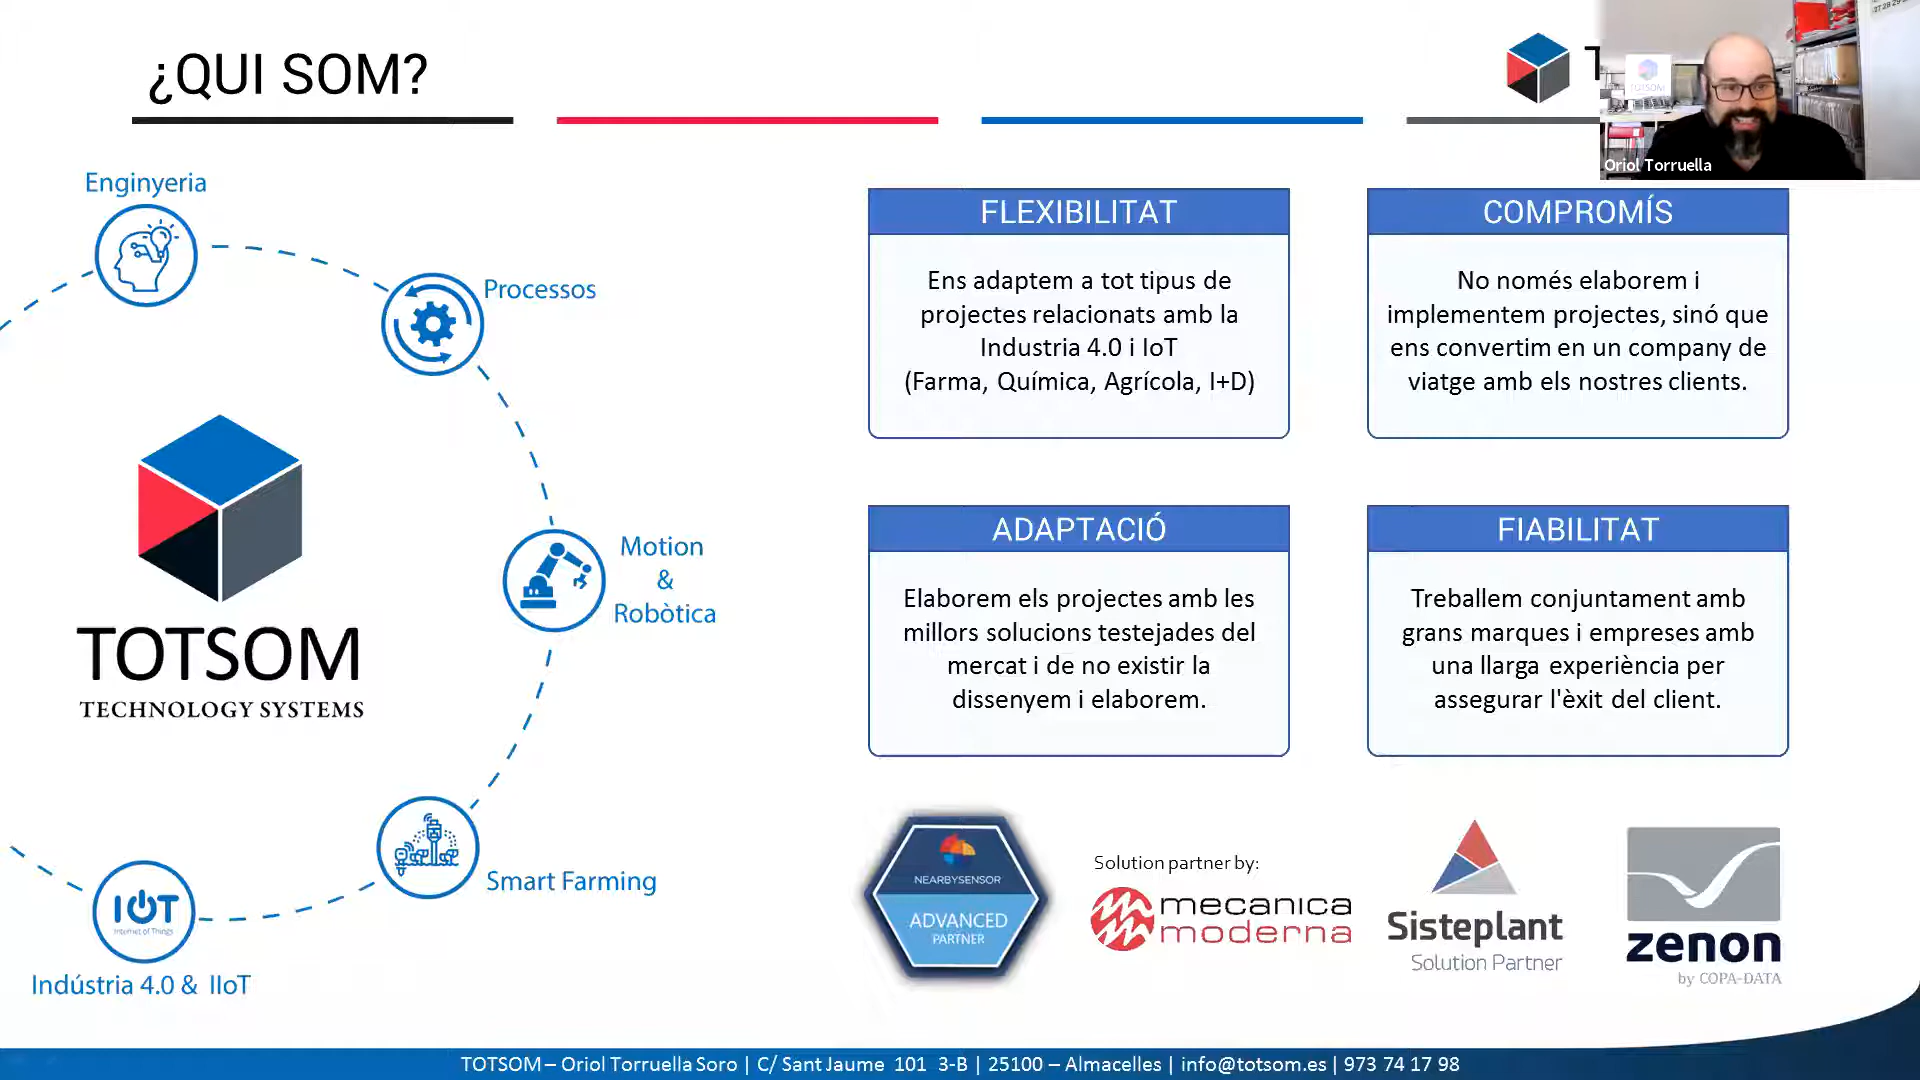 ¿QUI SOM?
T
TOTSOM
Oriol Torruella
Enginyeria
Processos
Motion
&
Robòtica
Smart Farming
IOT
Internet of Things
Indústria 4.0 & IIoT
TOTSOM
TECHNOLOGY SYSTEMS
FLEXIBILITAT
Ens adaptem a tot tipus de
projectes relacionats amb la
Industria 4.0 i IoT
(Farma, Química, Agrícola, I+D)
COMPROMÍS
No només elaborem i
implementem projectes, sinó que
ens convertim en un company de
viatge amb els nostres clients.
ADAPTACIÓ
Elaborem els projectes amb les
millors solucions testejades del
mercat i de no existir la
dissenyem i elaborem.
FIABILITAT
Treballem conjuntament amb
grans marques i empreses amb
una llarga experiència per
assegurar l'èxit del client.
NEARBYSENSOR
ADVANCED
PARTNER
Solution partner by:
mecanica
moderna
Sisteplant
Solution Partner
zenon
by COPA-DATA
TOTSOM – Oriol Torruella Soro | C/ Sant Jaume 101 3-B | 25100 – Almacelles | info@totsom.es | 973 74 17 98